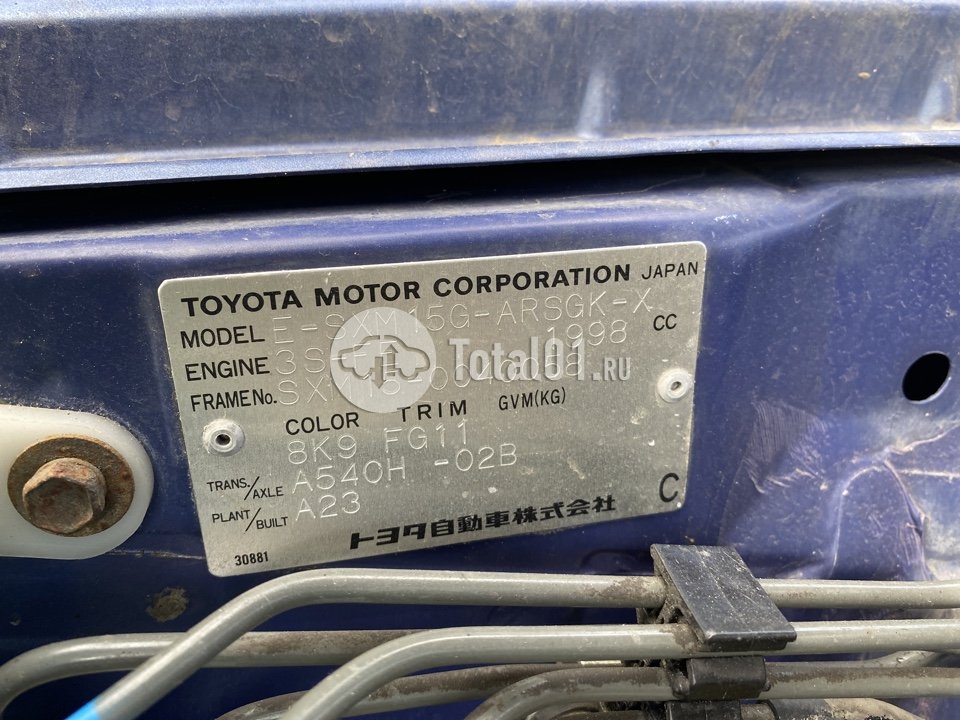 TOYOTA MOTOR CORPORATION JAPAN
MODEL E-SXM15G-ARSGK-X
ENGINE 1998 CC
FRAME No.
Total01.RU
COLOR TRIM GVM(KG)
8K9 FG11
TRANS./AXLE A540H -02B
PLANT/BUILT A23
C
30881
トヨタ自動車株式会社